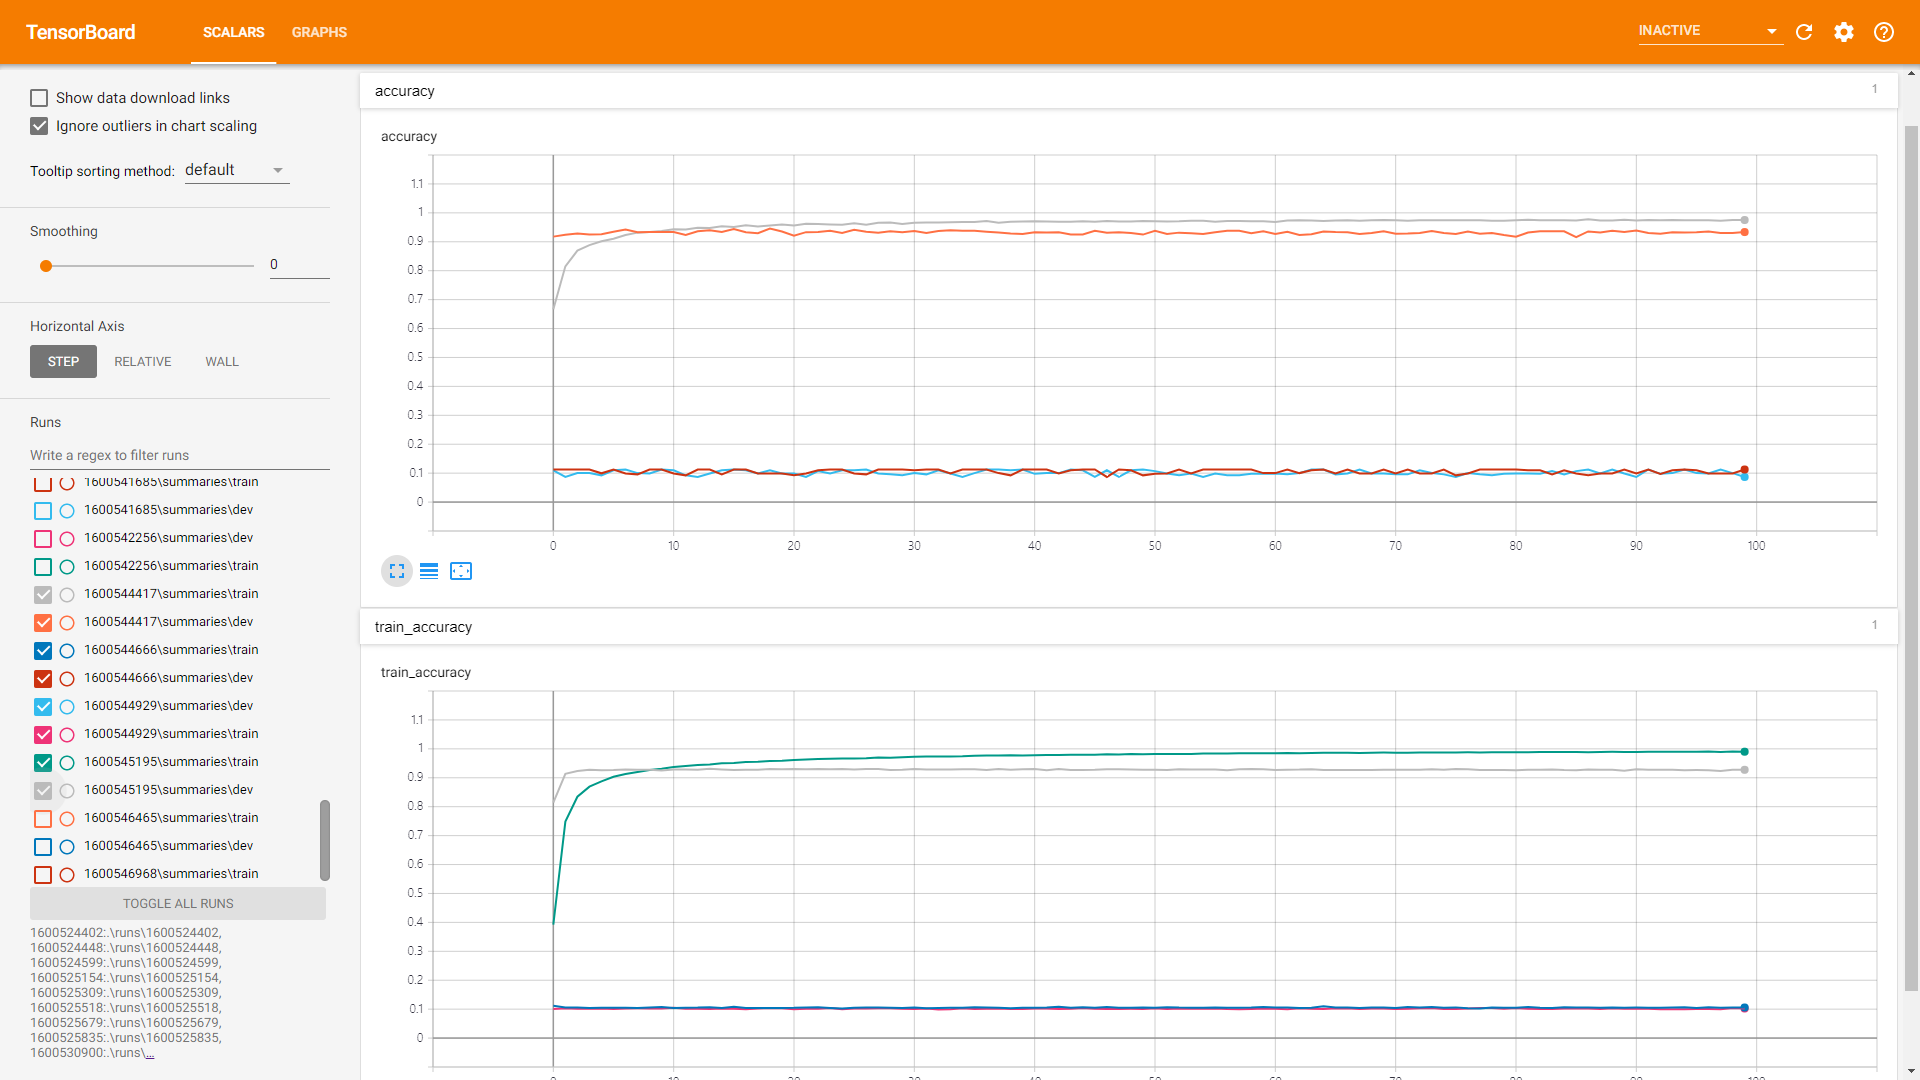 TensorBoard
SCALARS
GRAPHS
INACTIVE
Show data download links
Ignore outliers in chart scaling
Tooltip sorting method: default
Smoothing
0
Horizontal Axis
STEP
RELATIVE
WALL
Runs
Write a regex to filter runs
1600541685\summaries\train
1600541685\summaries\dev
1600542256\summaries\dev
1600542256\summaries\train
1600544417\summaries\train
1600544417\summaries\dev
1600544666\summaries\train
1600544666\summaries\dev
1600544929\summaries\dev
1600544929\summaries\train
1600545195\summaries\train
1600545195\summaries\dev
1600546465\summaries\train
1600546465\summaries\dev
1600546968\summaries\train
TOGGLE ALL RUNS
1600524402:.\runs\1600524402,
1600524448:.\runs\1600524448,
1600524599:.\runs\1600524599,
1600525154:.\runs\1600525154,
1600525309:.\runs\1600525309,
1600525518:.\runs\1600525518,
1600525679:.\runs\1600525679,
1600525835:.\runs\1600525835,
1600530900:.\runs\...
accuracy
1
accuracy
1.1
1
0.9
0.8
0.7
0.6
0.5
0.4
0.3
0.2
0.1
0
0 10 20 30 40 50 60 70 80 90 100
train_accuracy
1
train_accuracy
1.1
1
0.9
0.8
0.7
0.6
0.5
0.4
0.3
0.2
0.1
0